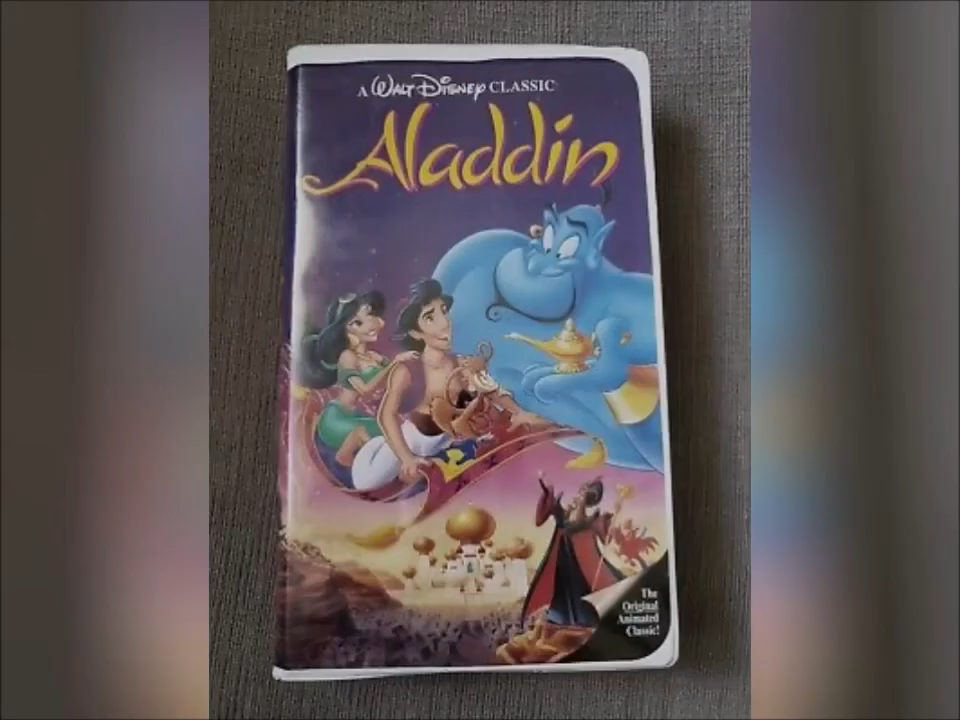 A WALT DISNEY CLASSIC
Aladdin
The
Original
Animated
Classic!